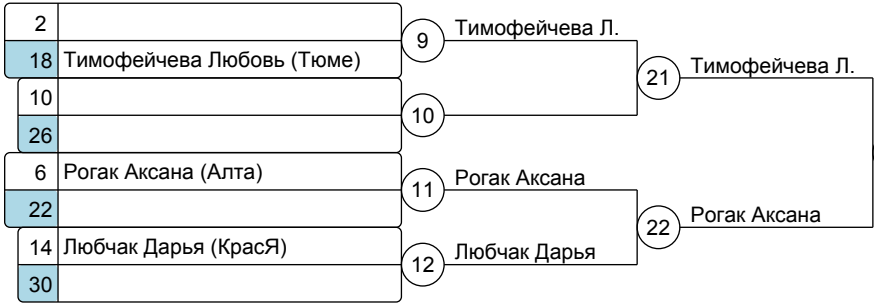 2
9 Тимофейчева Л.
18 Тимофейчева Любовь (Тюме)
21 Тимофейчева Л.
10
10
26
6 Рогак Аксана (Алта)
11 Рогак Аксана
22
22 Рогак Аксана
14 Любчак Дарья (КрасЯ)
12 Любчак Дарья
30